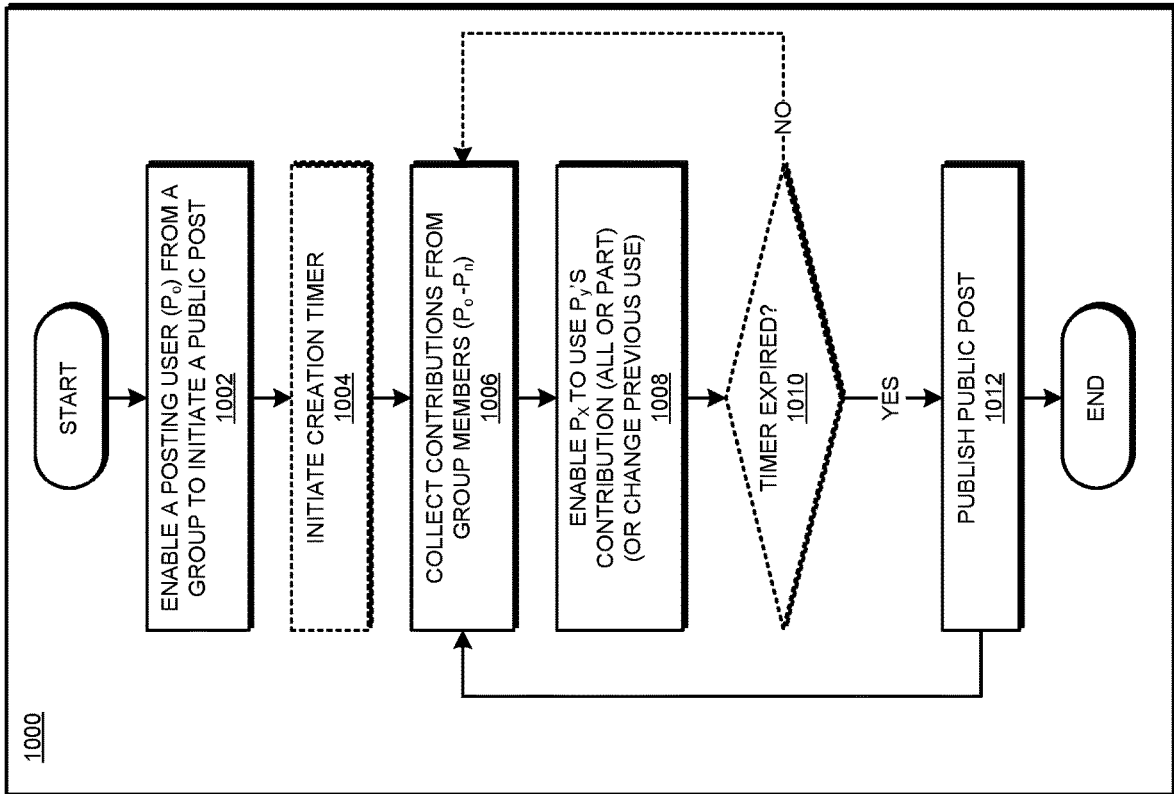 1000
START
ENABLE A POSTING USER (Po) FROM A
GROUP TO INITIATE A PUBLIC POST
1002
INITIATE CREATION TIMER
1004
COLLECT CONTRIBUTIONS FROM
GROUP MEMBERS (Po-Pn)
1006
ENABLE PX TO USE Py'S
CONTRIBUTION (ALL OR PART)
(OR CHANGE PREVIOUS USE)
1008
TIMER EXPIRED?
1010
NO
YES
PUBLISH PUBLIC POST
1012
END